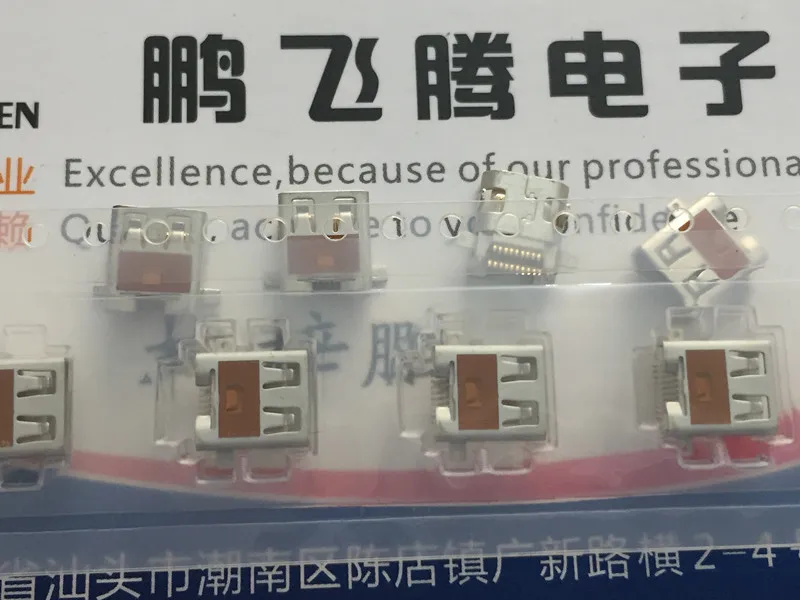 鹏飞腾电子
EN
业 Excellence,because of our professiona
赖
鹏
省汕头市潮南区陈店镇广新路横2-4